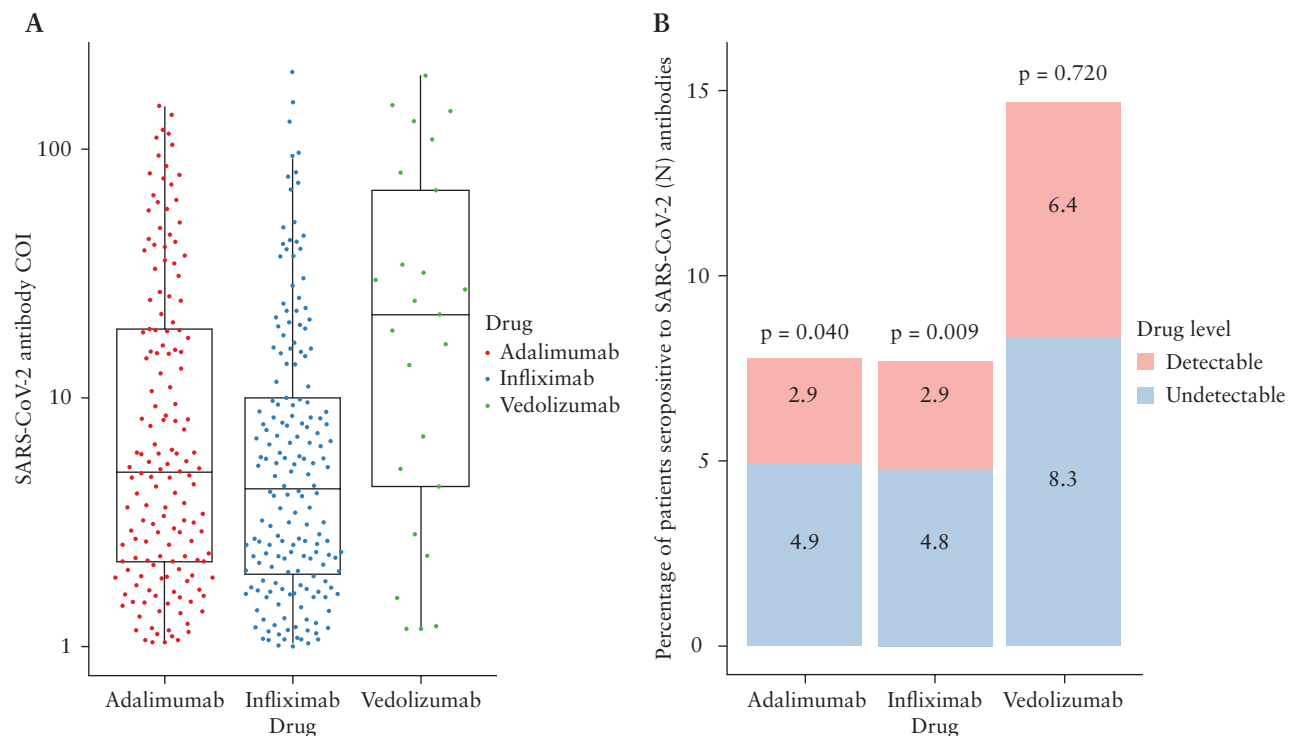 A
SARS-CoV-2 antibody COI
100
10
1
Adalimumab
Infliximab
Vedolizumab
Drug
Drug
Adalimumab
Infliximab
Vedolizumab
B
Percentage of patients seropositive to SARS-CoV-2 (N) antibodies
15
10
5
0
p = 0.040
p = 0.009
p = 0.720
2.9
2.9
6.4
4.9
4.8
8.3
Adalimumab
Infliximab
Vedolizumab
Drug
Drug level
Detectable
Undetectable